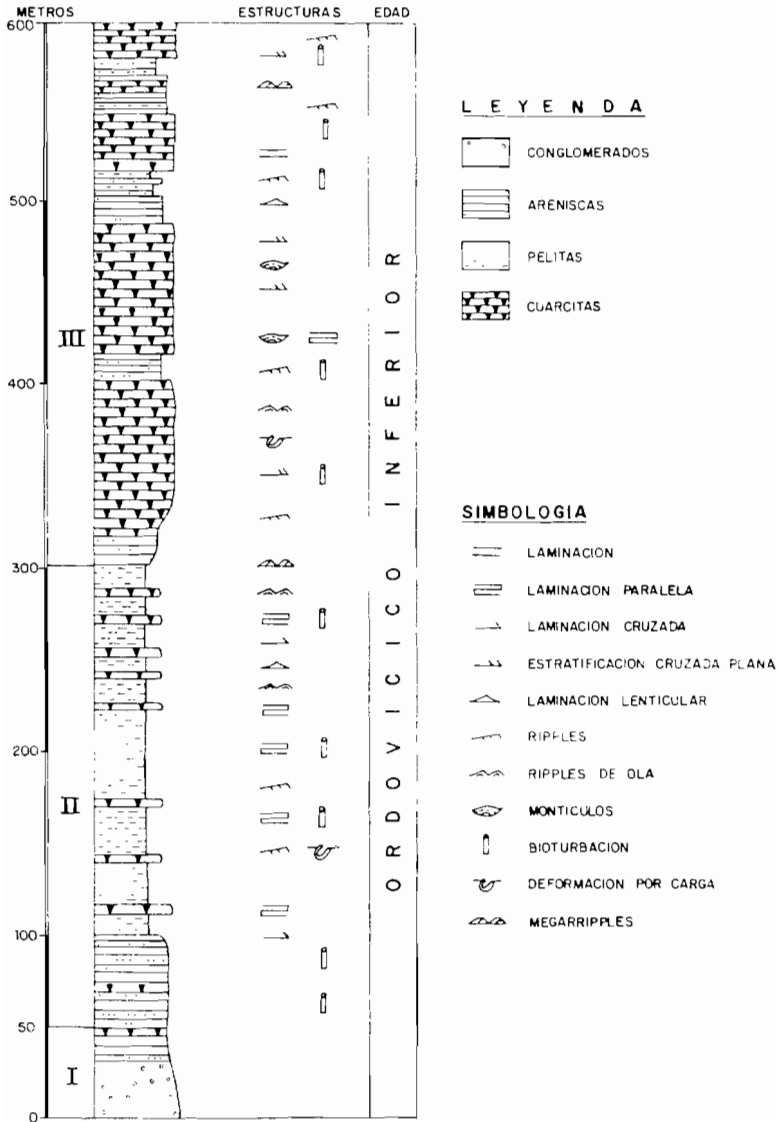 METROS
ESTRUCTURAS
EDAD
600
500
400
300
200
100
50
0
III
II
I
ORDOVICICO INFERIOR
LEYENDA
CONGLOMERADOS
ARENISCAS
PELITAS
CUARCITAS
SIMBOLOGIA
LAMINACION
LAMINACION PARALELA
LAMINACION CRUZADA
ESTRATIFICACION CRUZADA PLANA
LAMINACION LENTICULAR
RIPPLES
RIPPLES DE OLA
MONTICULOS
BIOTURBACION
DEFORMACION POR CARGA
MEGARRIPPLES